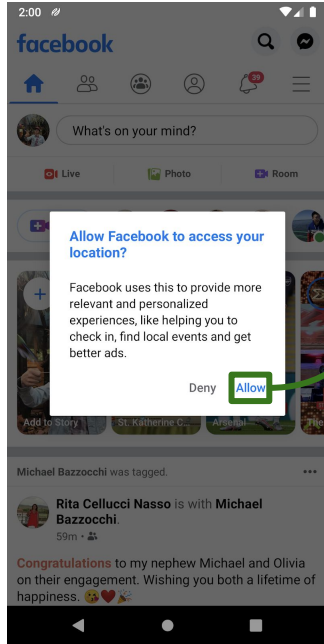 2:00
facebook
39
What's on your mind?
Live
Photo
Room
Allow Facebook to access your
location?
Facebook uses this to provide more
relevant and personalized
experiences, like helping you to
check in, find local events and get
better ads.
Deny
Allow
Add to Story
St. Katherine C...
Arsenal
The
Michael Bazzocchi was tagged.
Rita Cellucci Nasso is with Michael
Bazzocchi.
59m ·
Congratulations to my nephew Michael and Olivia
on their engagement. Wishing you both a lifetime of
happiness. 😘❤️🎉